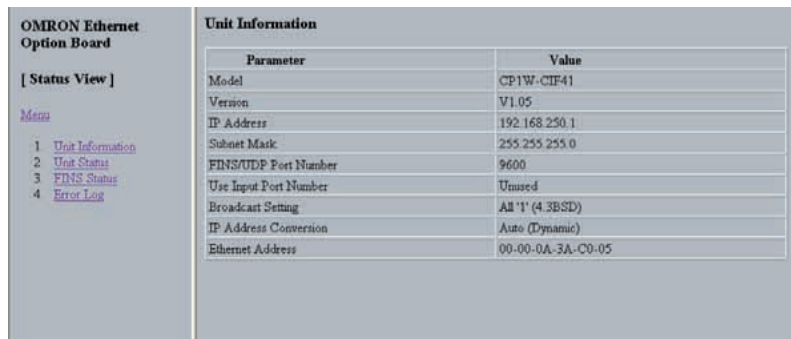 OMRON Ethernet
Option Board
[ Status View ]
Menu
1 Unit Information
2 Unit Status
3 FINS Status
4 Error Log
Unit Information
Parameter Value
Model CP1W-CIF41
Version V1.05
IP Address 192.168.250.1
Subnet Mask 255.255.255.0
FINS/UDP Port Number 9600
Use Input Port Number Unused
Broadcast Setting All '1' (4.3BSD)
IP Address Conversion Auto (Dynamic)
Ethernet Address 00-00-0A-3A-C0-05